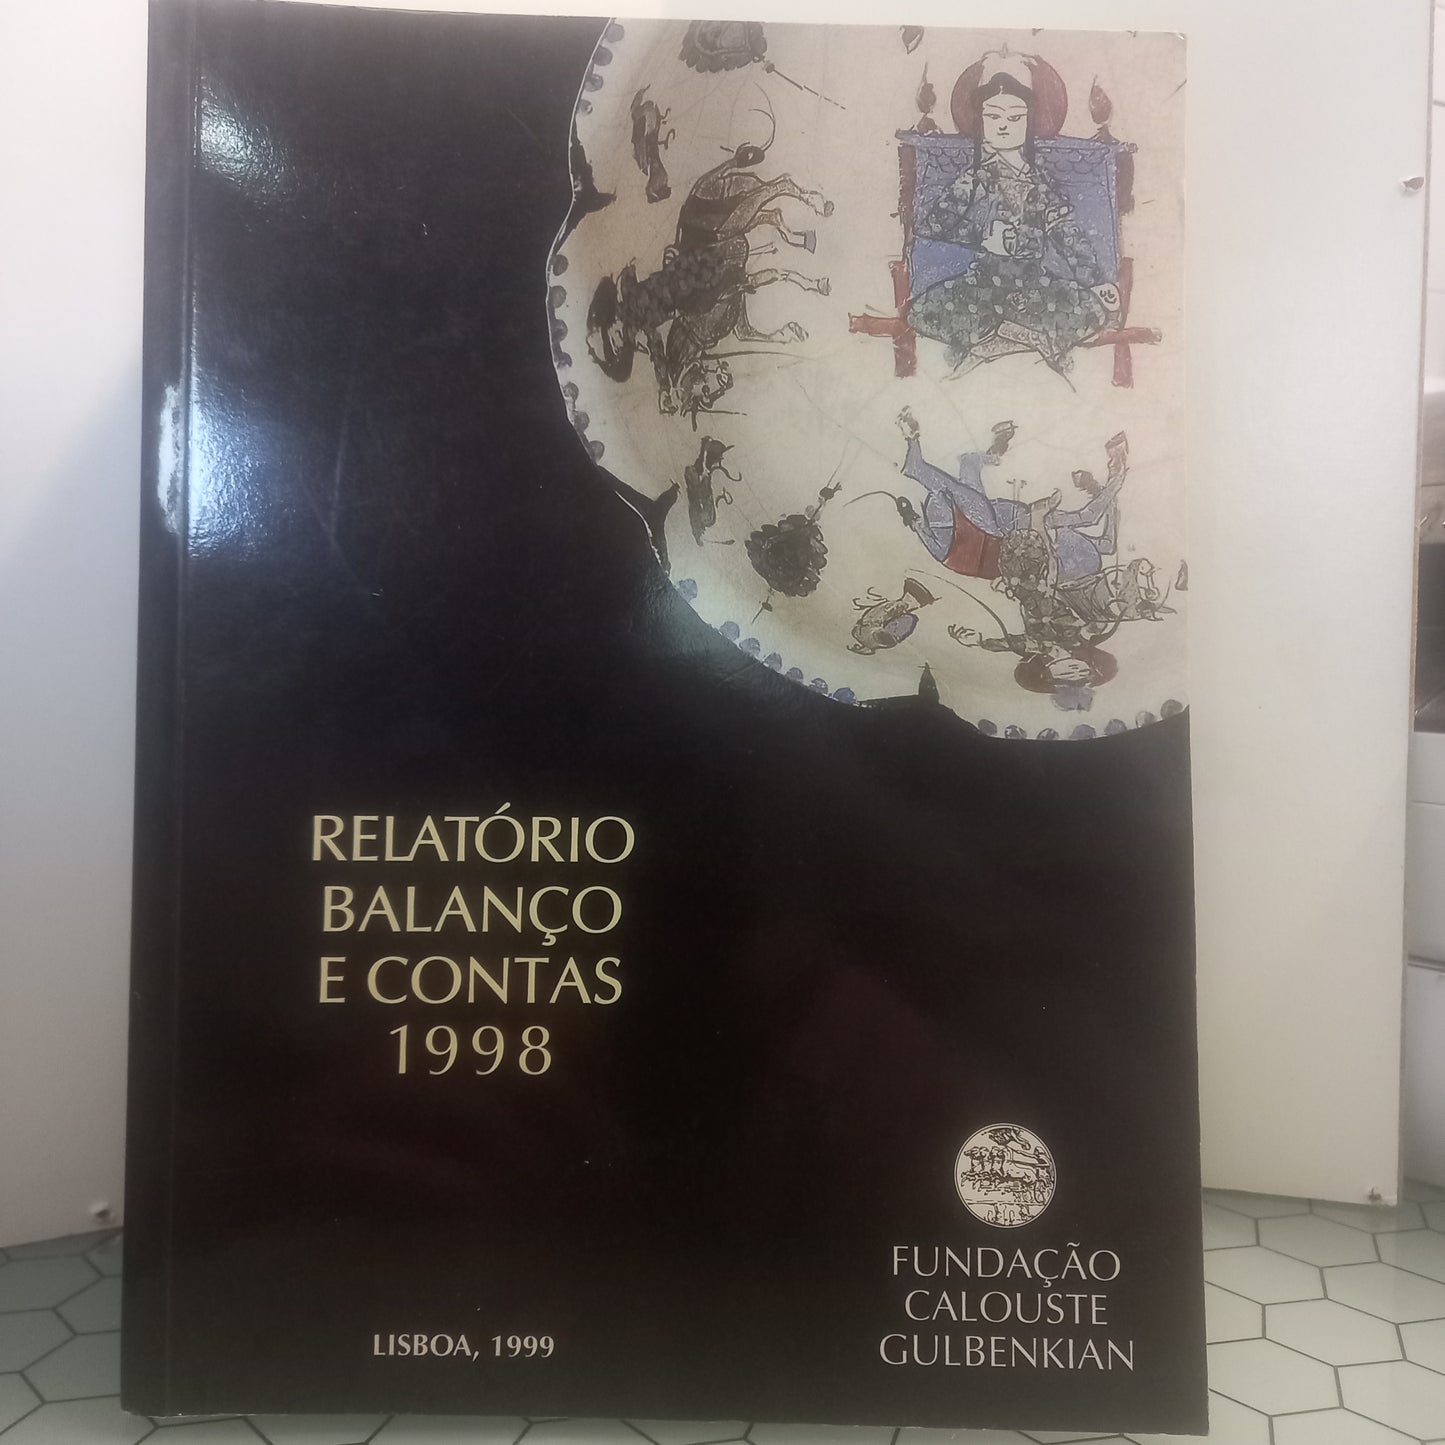 RELATÓRIO
BALANÇO
E CONTAS
1998
LISBOA, 1999
FUNDAÇÃO
CALOUSTE
GULBENKIAN